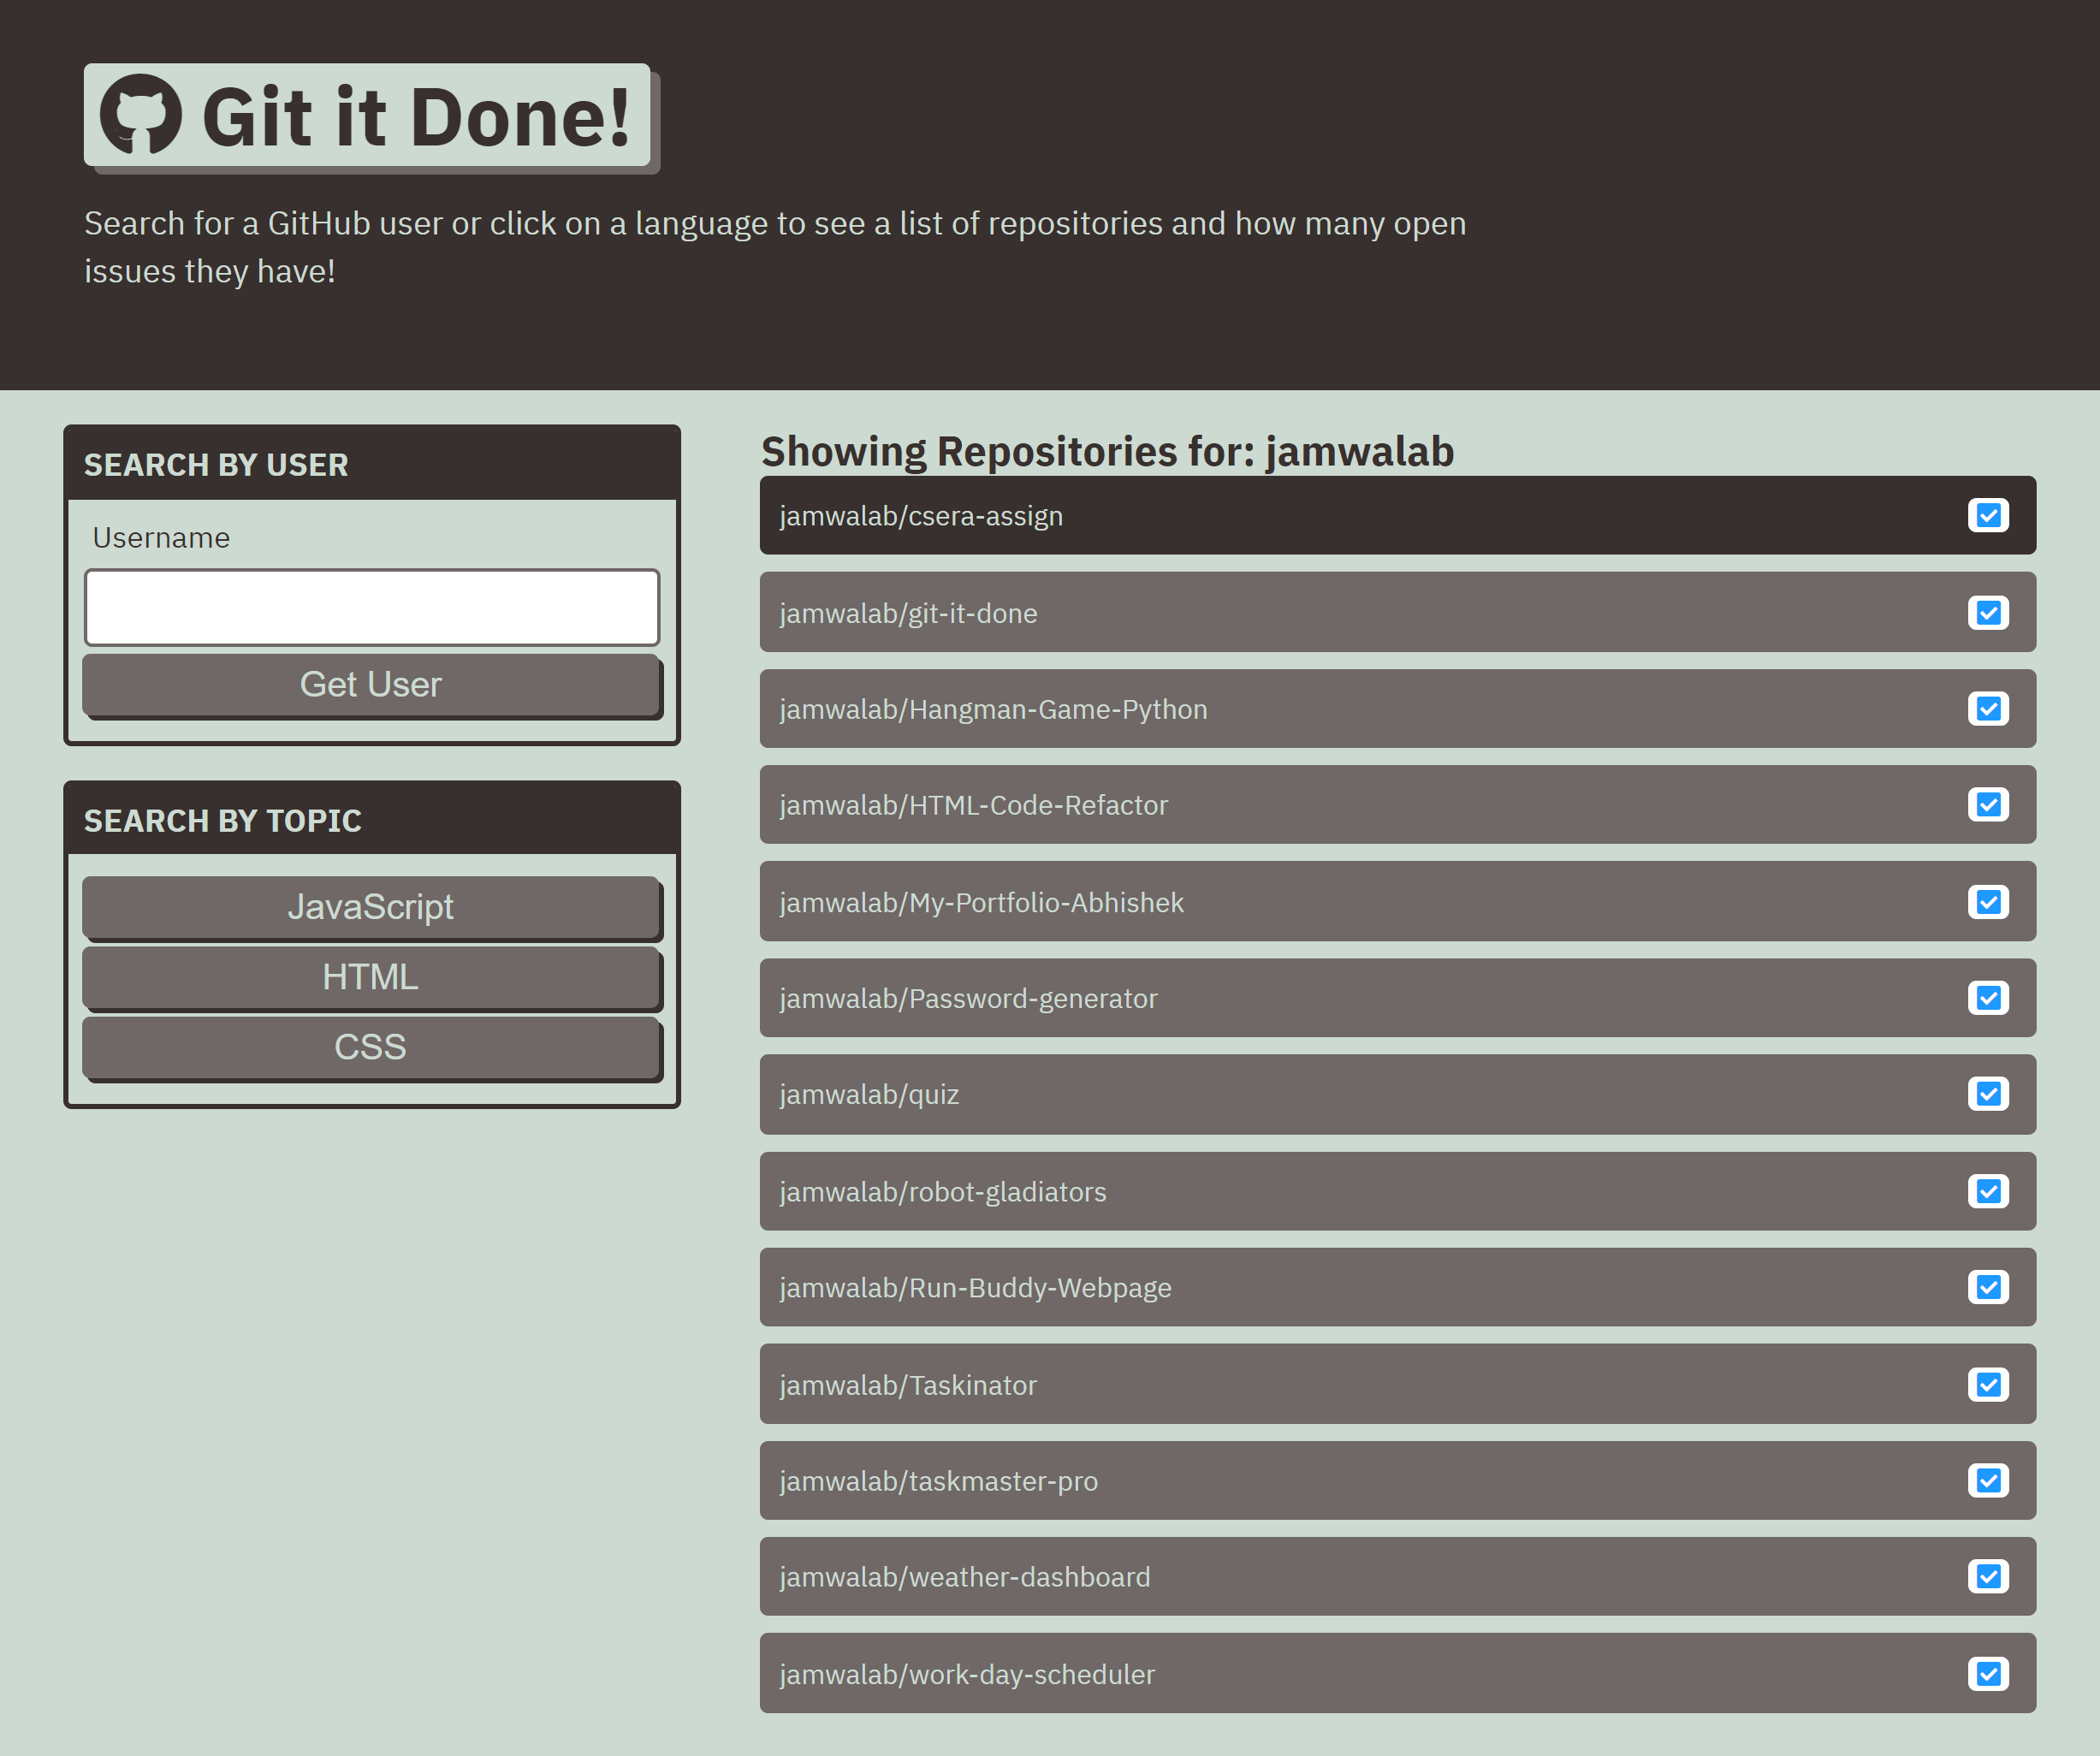 Git it Done!
Search for a GitHub user or click on a language to see a list of repositories and how many open
issues they have!
SEARCH BY USER
Username
Get User
SEARCH BY TOPIC
JavaScript
HTML
CSS
Showing Repositories for: jamwalab
jamwalab/csera-assign
jamwalab/git-it-done
jamwalab/Hangman-Game-Python
jamwalab/HTML-Code-Refactor
jamwalab/My-Portfolio-Abhishek
jamwalab/Password-generator
jamwalab/quiz
jamwalab/robot-gladiators
jamwalab/Run-Buddy-Webpage
jamwalab/Taskinator
jamwalab/taskmaster-pro
jamwalab/weather-dashboard
jamwalab/work-day-scheduler